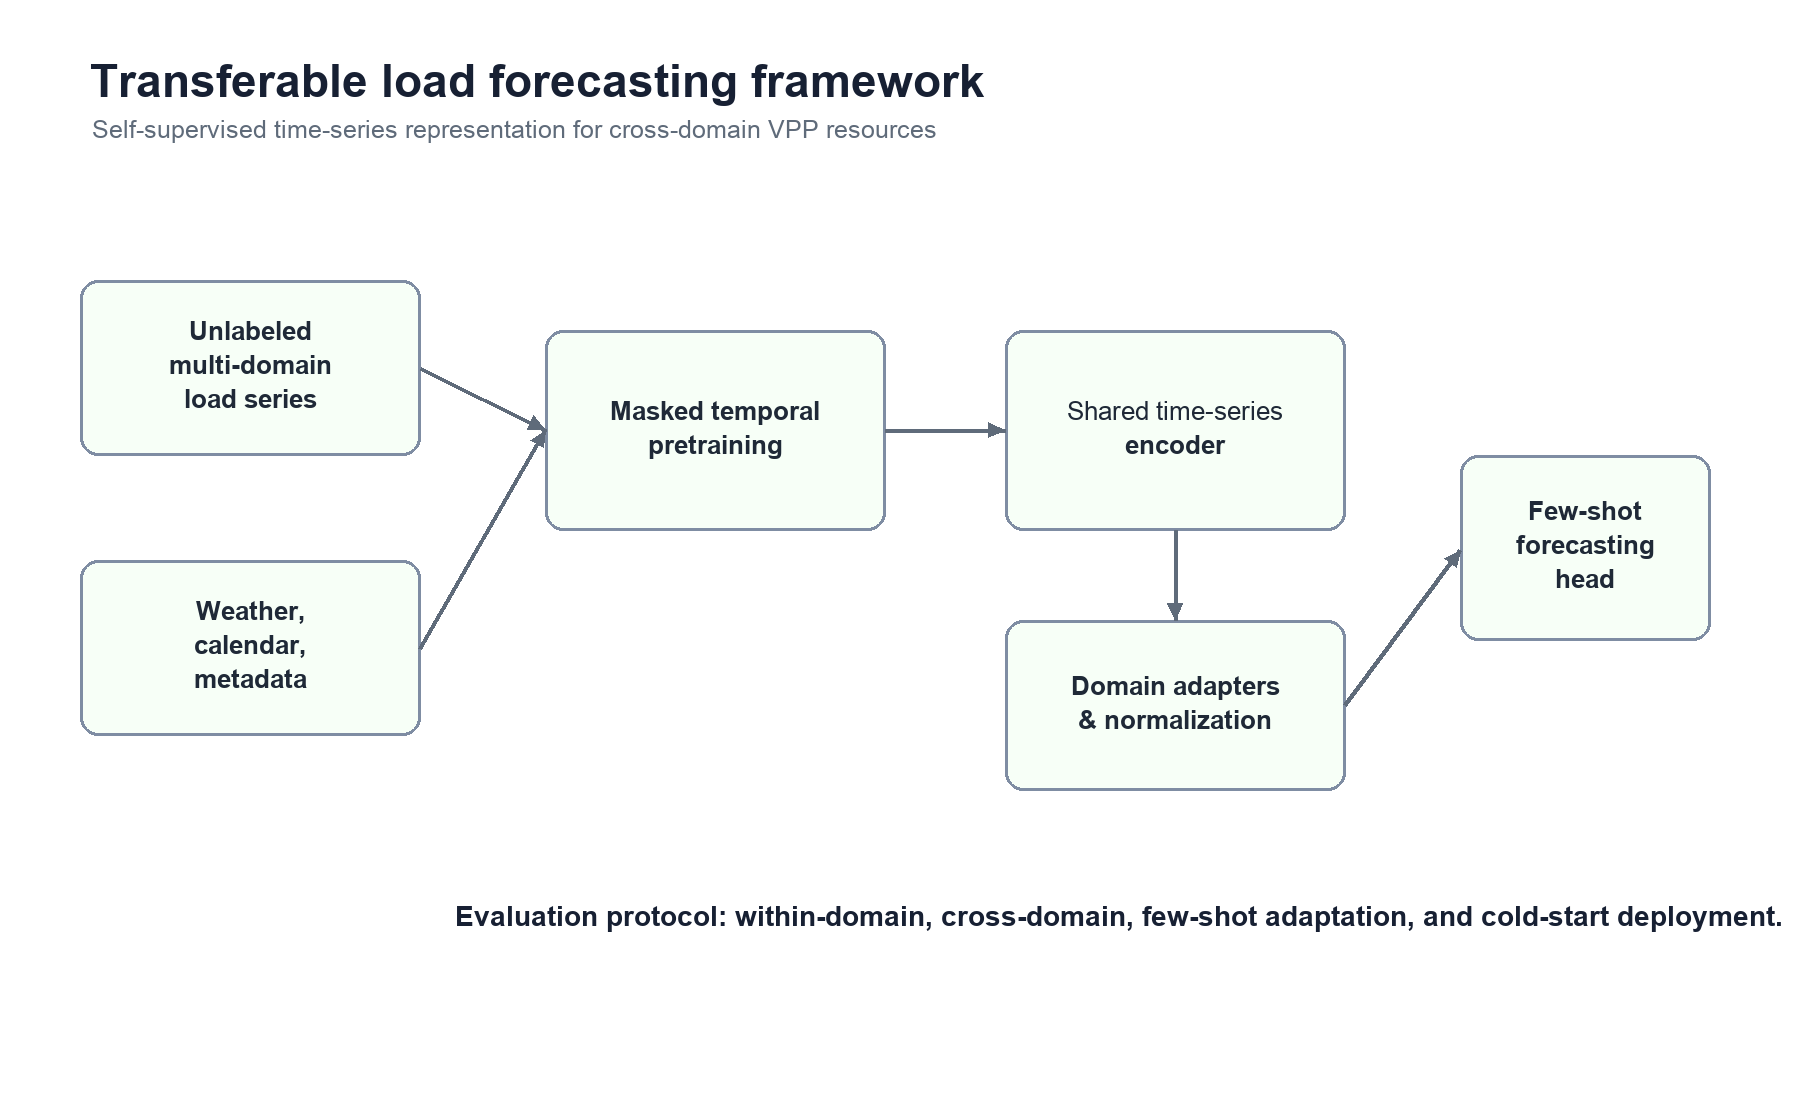 Transferable load forecasting framework
Self-supervised time-series representation for cross-domain VPP resources
Unlabeled
multi-domain
load series
Weather,
calendar,
metadata
Masked temporal
pretraining
Shared time-series
encoder
Domain adapters
& normalization
Few-shot
forecasting
head
Evaluation protocol: within-domain, cross-domain, few-shot adaptation, and cold-start deployment.